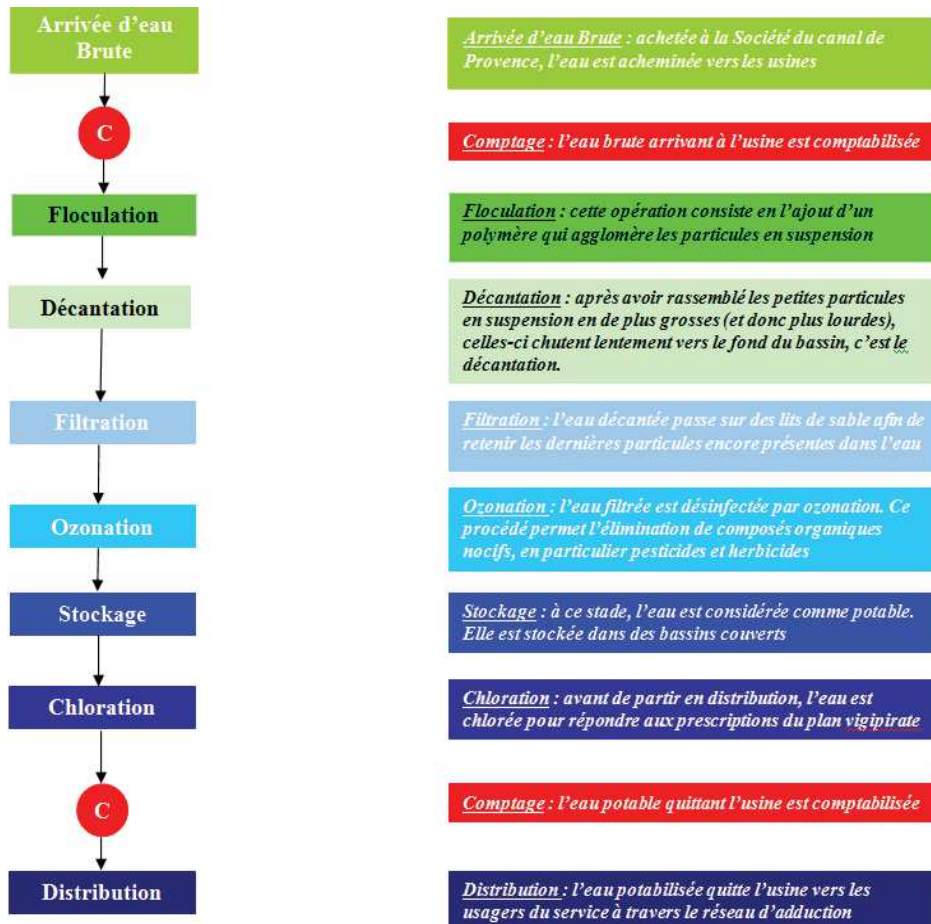 Arrivée d'eau
Brute
Arrivée d'eau Brute : achetée à la Société du canal de
Provence, l'eau est acheminée vers les usines
C
Comptage : l'eau brute arrivant à l'usine est comptabilisée
Floculation
Floculation : cette opération consiste en l'ajout d'un
polymère qui agglomère les particules en suspension
Décantation
Décantation : après avoir rassemblé les petites particules
en suspension en de plus grosses (et donc plus lourdes),
celles-ci chutent lentement vers le fond du bassin, c'est le
décantation.
Filtration
Filtration : l'eau décantée passe sur des lits de sable afin de
retenir les dernières particules encore présentes dans l'eau
Ozonation
Ozonation : l'eau filtrée est désinfectée par ozonation. Ce
procédé permet l'élimination de composés organiques
nocifs, en particulier pesticides et herbicides
Stockage
Stockage : à ce stade, l'eau est considérée comme potable.
Elle est stockée dans des bassins couverts
Chloration
Chloration : avant de partir en distribution, l'eau est
chlorée pour répondre aux prescriptions du plan vigipirate
C
Comptage : l'eau potable quittant l'usine est comptabilisée
Distribution
Distribution : l'eau potabilisée quitte l'usine vers les
usagers du service à travers le réseau d'adduction